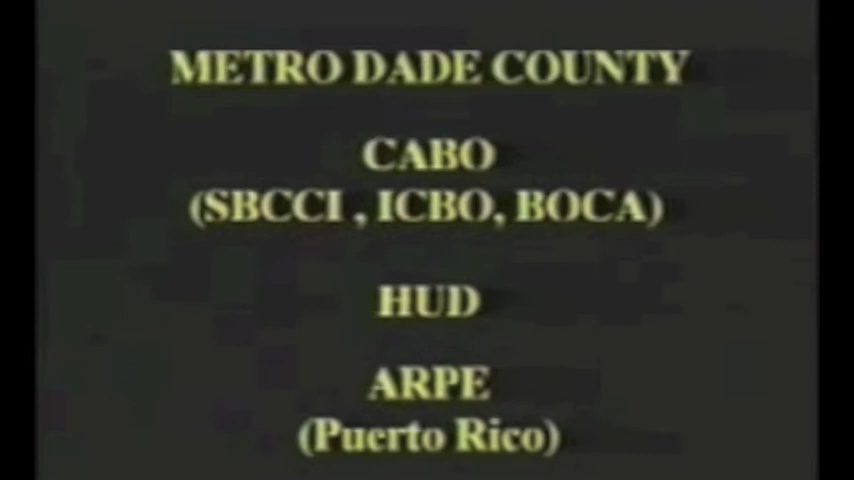 METRO DADE COUNTY
CABO
(SBCCI , ICBO, BOCA)
HUD
ARPE
(Puerto Rico)